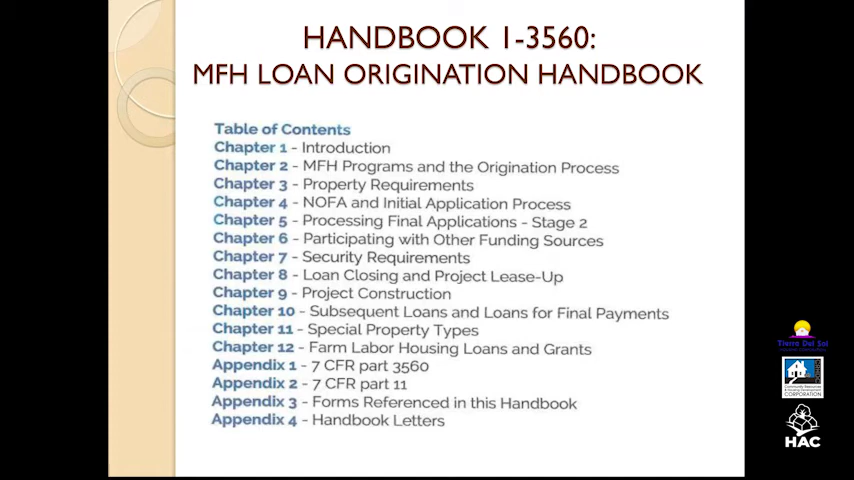 HANDBOOK 1-3560:
MFH LOAN ORIGINATION HANDBOOK
Table of Contents
Chapter 1 - Introduction
Chapter 2 - MFH Programs and the Origination Process
Chapter 3 - Property Requirements
Chapter 4 - NOFA and Initial Application Process
Chapter 5 - Processing Final Applications - Stage 2
Chapter 6 - Participating with Other Funding Sources
Chapter 7 - Security Requirements
Chapter 8 - Loan Closing and Project Lease-Up
Chapter 9 - Project Construction
Chapter 10 - Subsequent Loans and Loans for Final Payments
Chapter 11 - Special Property Types
Chapter 12 - Farm Labor Housing Loans and Grants
Appendix 1 - 7 CFR part 3560
Appendix 2 - 7 CFR part 11
Appendix 3 - Forms Referenced in this Handbook
Appendix 4 - Handbook Letters
Tierra Del Sol
Community Resources
& Housing Development
CORPORATION
HAC